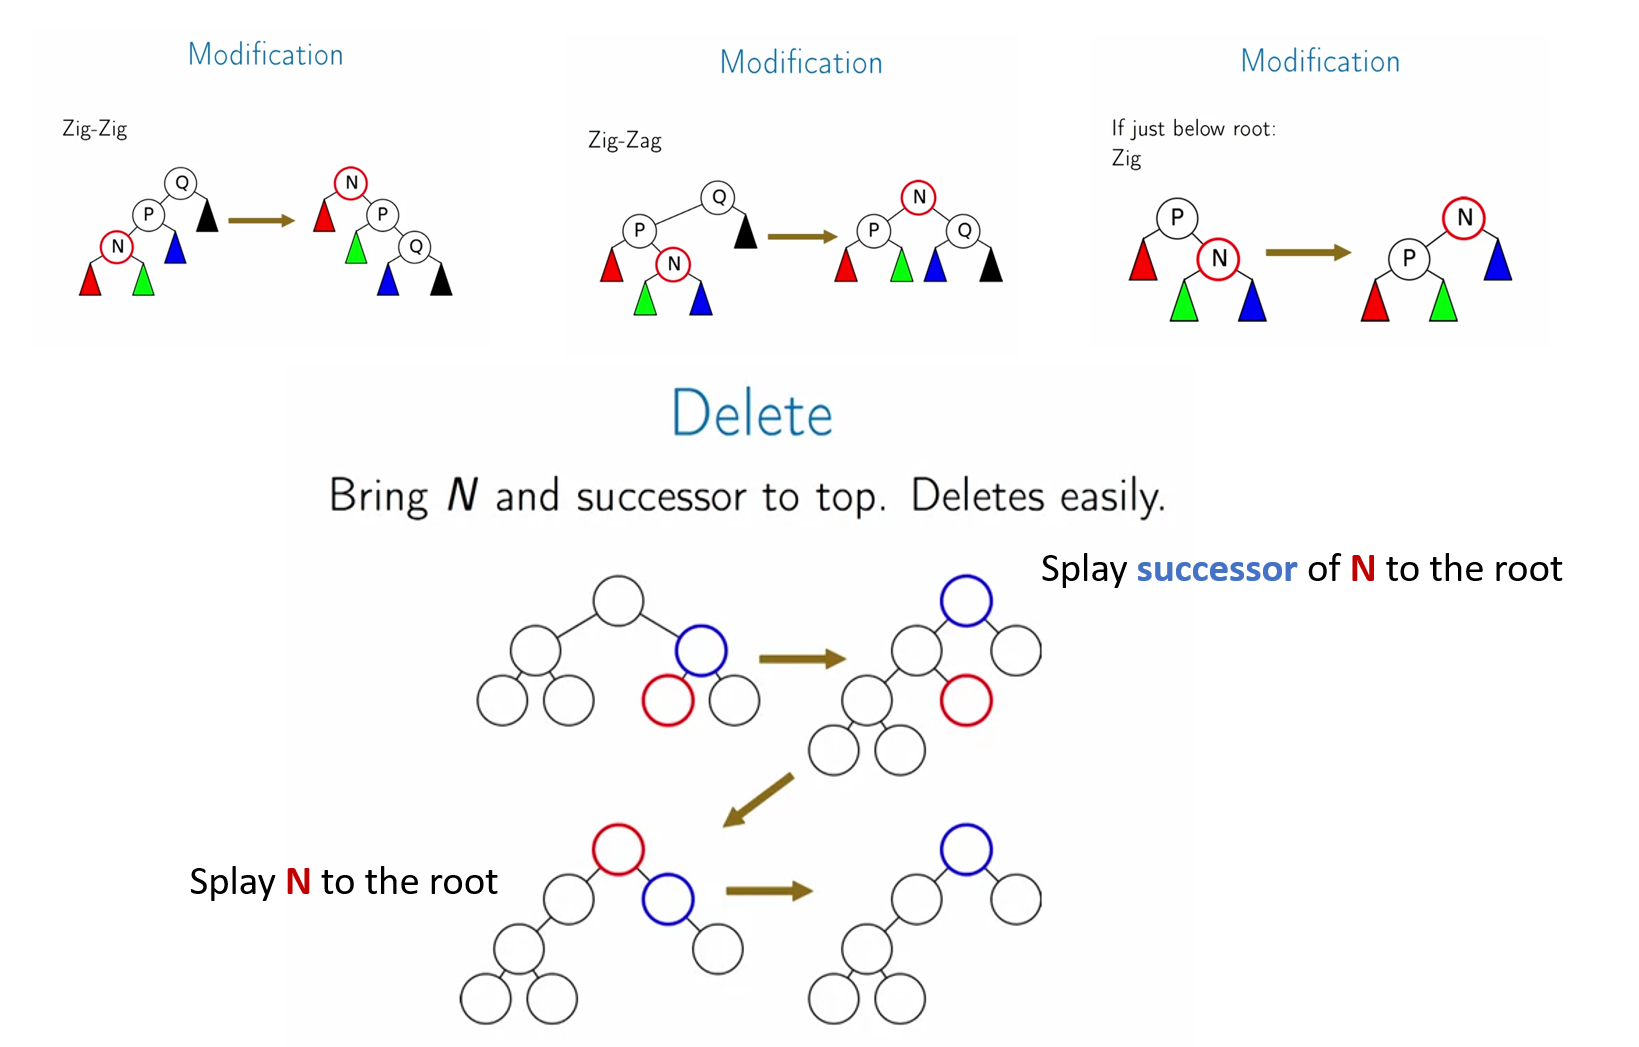 Modification
Zig-Zig
Q
P
N
N
P
Q
Modification
Zig-Zag
Q
P
N
N
P
Q
Modification
If just below root:
Zig
P
N
N
P
Delete
Bring N and successor to top. Deletes easily.
Splay successor of N to the root
Splay N to the root